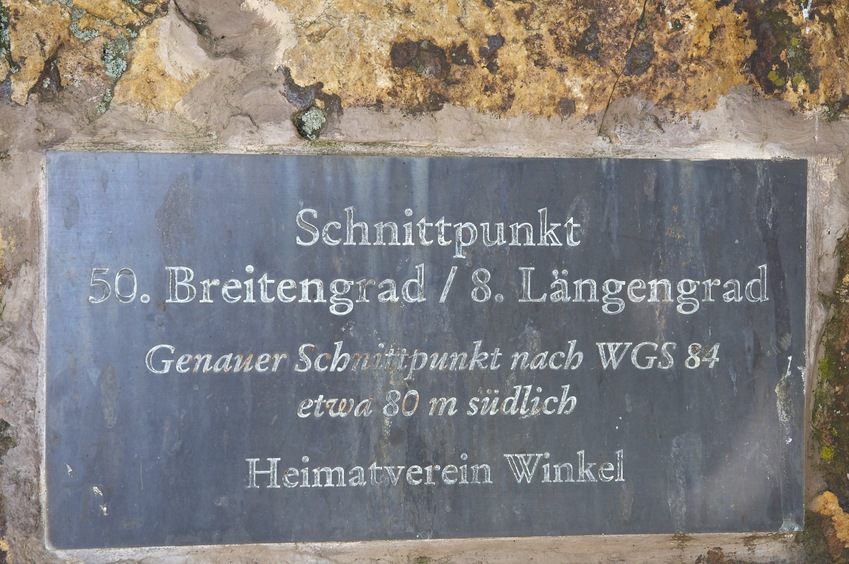 Schnittpunkt
50. Breitengrad / 8. Längengrad
Genauer Schnittpunkt nach WGS 84
etwa 80 m südlich
Heimatverein Winkel